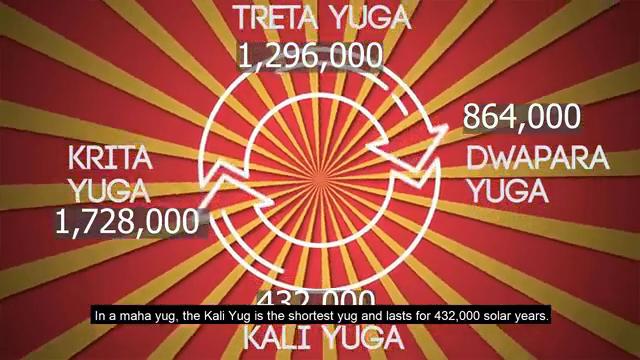 TRETA YUGA
1,296,000
864,000
DWAPARA
YUGA
KRITA
YUGA
1,728,000
432,000
In a maha yug, the Kali Yug is the shortest yug and lasts for 432,000 solar years.
KALI YUGA